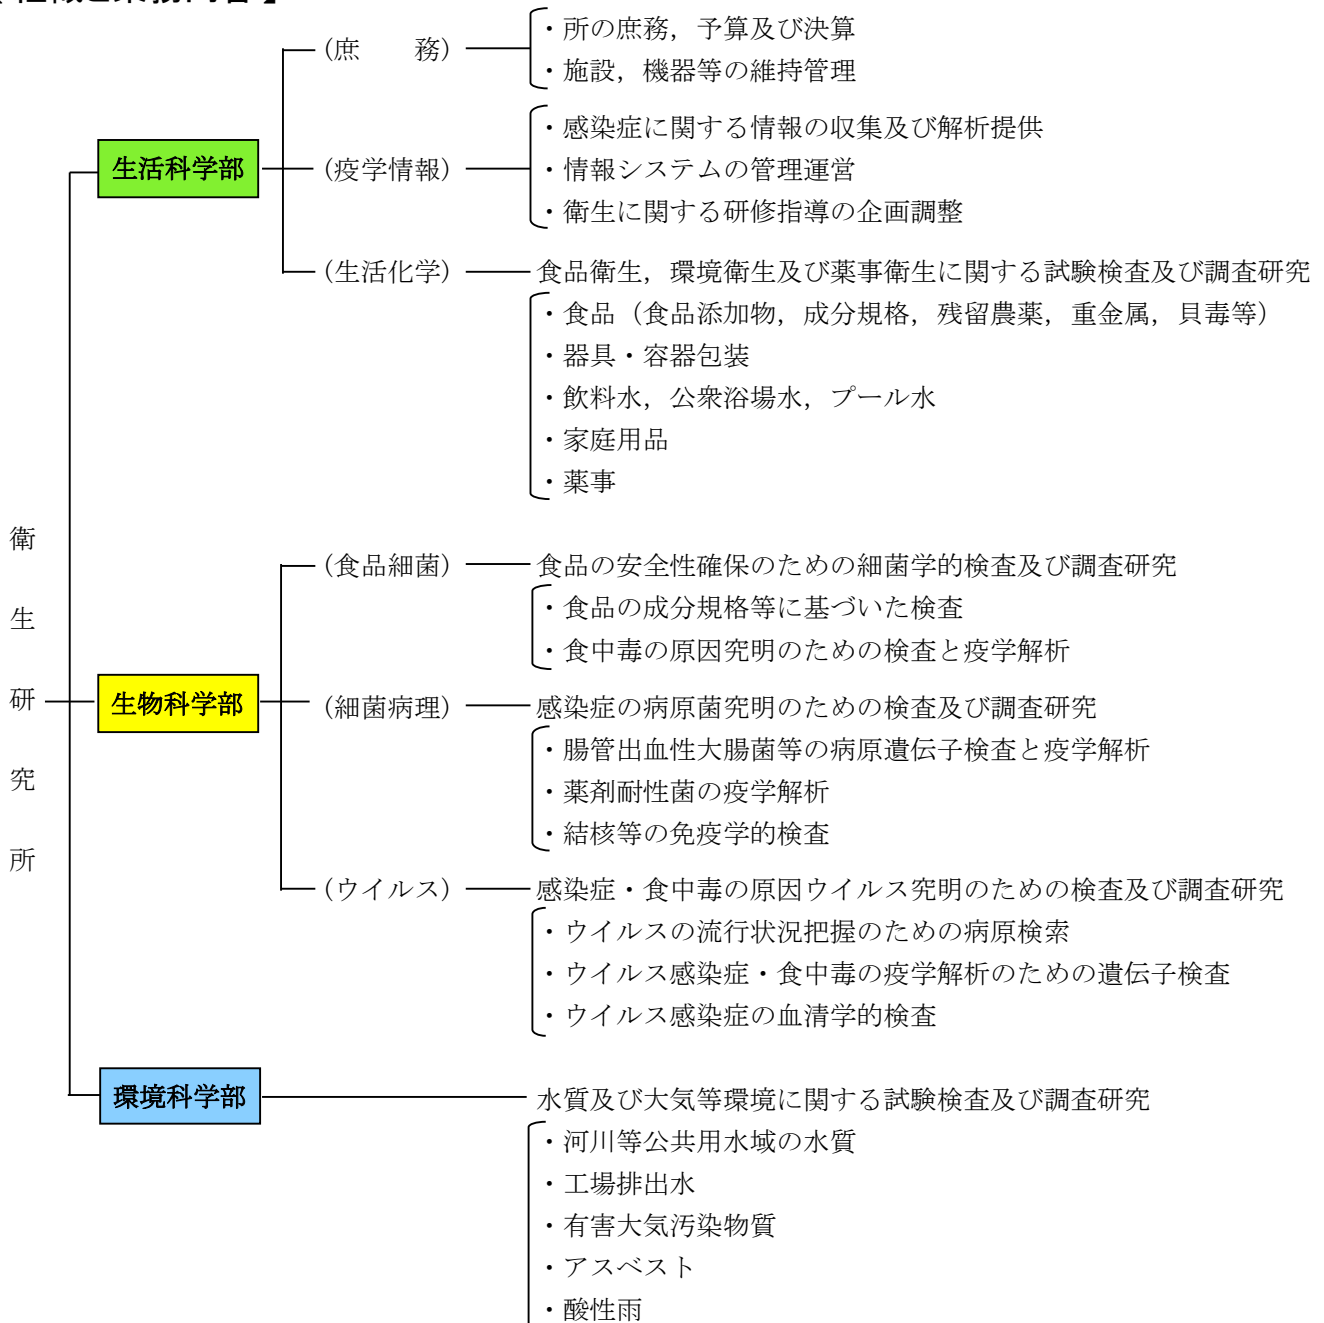 衛生研究所
生活科学部
(庶　　務)
・所の庶務，予算及び決算
・施設，機器等の維持管理
(疫学情報)
・感染症に関する情報の収集及び解析提供
・情報システムの管理運営
・衛生に関する研修指導の企画調整
(生活化学)
食品衛生，環境衛生及び薬事衛生に関する試験検査及び調査研究
・食品（食品添加物，成分規格，残留農薬，重金属，貝毒等）
・器具・容器包装
・飲料水，公衆浴場水，プール水
・家庭用品
・薬事
生物科学部
(食品細菌)
食品の安全性確保のための細菌学的検査及び調査研究
・食品の成分規格等に基づいた検査
・食中毒の原因究明のための検査と疫学解析
(細菌病理)
感染症の病原菌究明のための検査及び調査研究
・腸管出血性大腸菌等の病原遺伝子検査と疫学解析
・薬剤耐性菌の疫学解析
・結核等の免疫学的検査
(ウイルス)
感染症・食中毒の原因ウイルス究明のための検査及び調査研究
・ウイルスの流行状況把握のための病原検索
・ウイルス感染症・食中毒の疫学解析のための遺伝子検査
・ウイルス感染症の血清学的検査
環境科学部
水質及び大気等環境に関する試験検査及び調査研究
・河川等公共用水域の水質
・工場排出水
・有害大気汚染物質
・アスベスト
・酸性雨